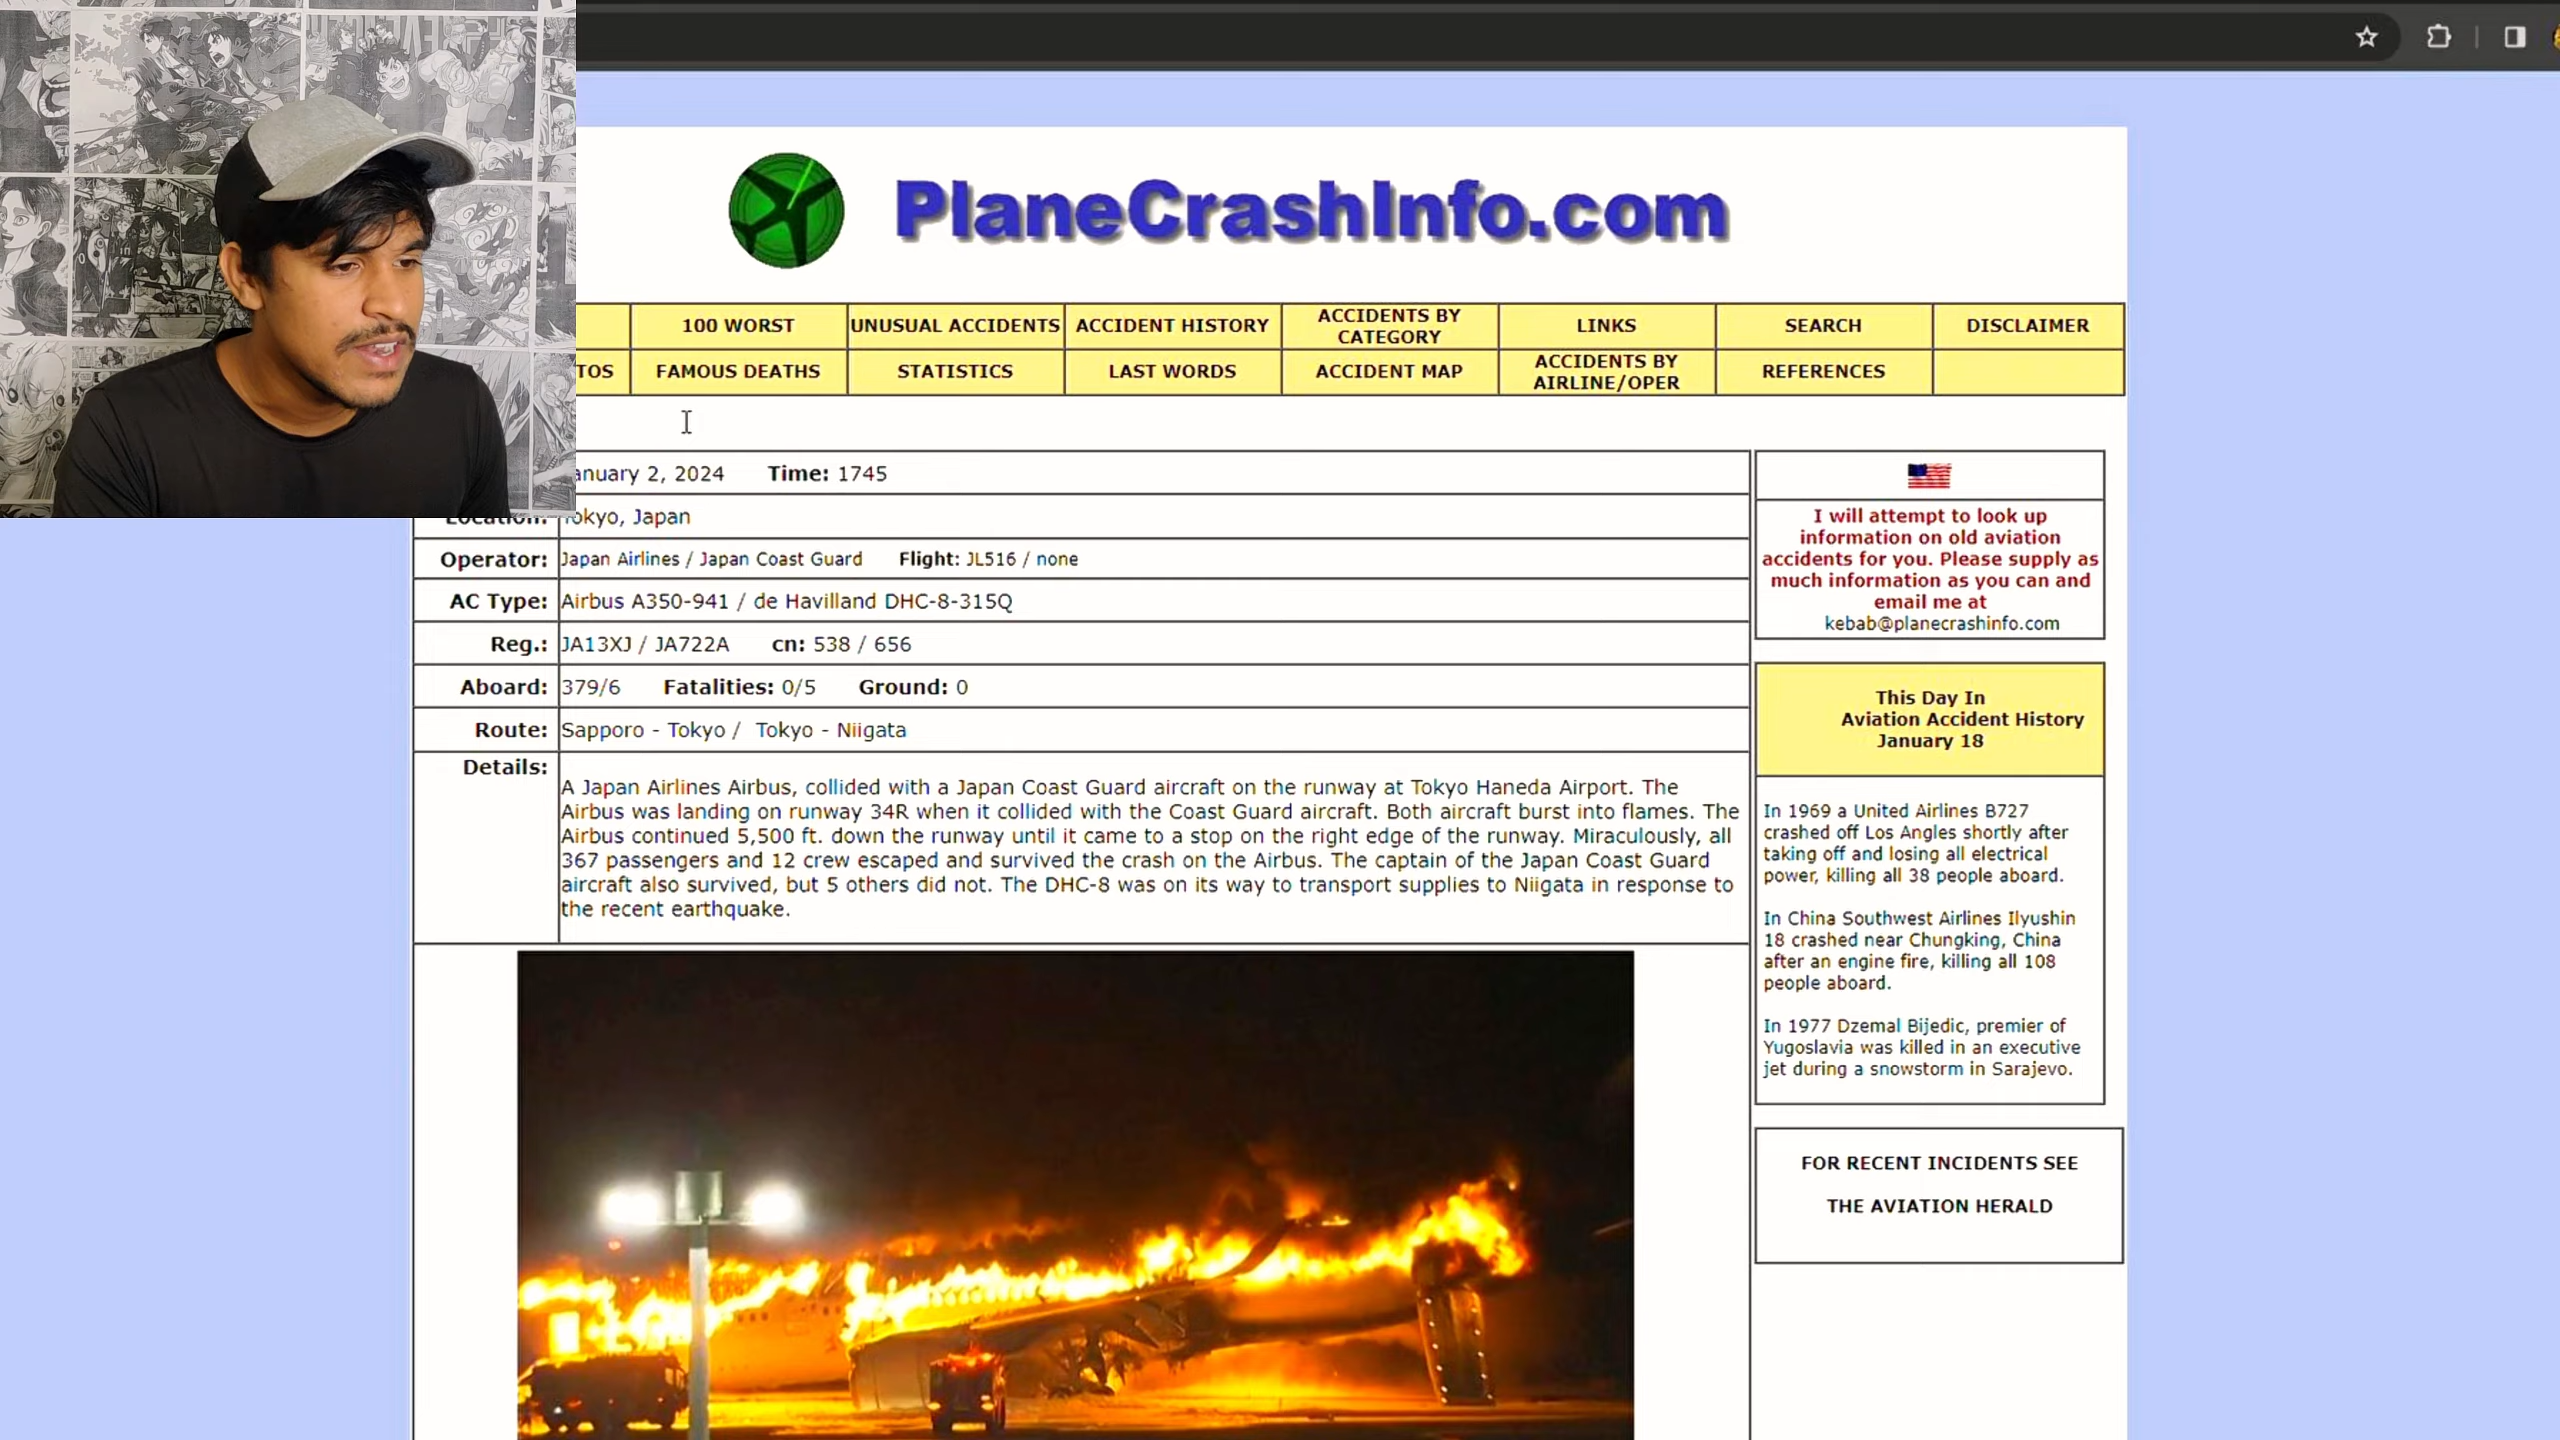 PlaneCrashInfo.com
100 WORST
UNUSUAL ACCIDENTS
ACCIDENT HISTORY
ACCIDENTS BY
CATEGORY
LINKS
SEARCH
DISCLAIMER
TOS
FAMOUS DEATHS
STATISTICS
LAST WORDS
ACCIDENT MAP
ACCIDENTS BY
AIRLINE/OPER
REFERENCES
anuary 2, 2024 Time: 1745
Location: Tokyo, Japan
Operator: Japan Airlines / Japan Coast Guard Flight: JL516 / none
AC Type: Airbus A350-941 / de Havilland DHC-8-315Q
Reg.: JA13XJ / JA722A cn: 538 / 656
Aboard: 379/6 Fatalities: 0/5 Ground: 0
Route: Sapporo - Tokyo / Tokyo - Niigata
Details:
A Japan Airlines Airbus, collided with a Japan Coast Guard aircraft on the runway at Tokyo Haneda Airport. The
Airbus was landing on runway 34R when it collided with the Coast Guard aircraft. Both aircraft burst into flames. The
Airbus continued 5,500 ft. down the runway until it came to a stop on the right edge of the runway. Miraculously, all
367 passengers and 12 crew escaped and survived the crash on the Airbus. The captain of the Japan Coast Guard
aircraft also survived, but 5 others did not. The DHC-8 was on its way to transport supplies to Niigata in response to
the recent earthquake.
I will attempt to look up
information on old aviation
accidents for you. Please supply as
much information as you can and
email me at
kebab@planecrashinfo.com
This Day In
Aviation Accident History
January 18
In 1969 a United Airlines B727
crashed off Los Angles shortly after
taking off and losing all electrical
power, killing all 38 people aboard.
In China Southwest Airlines Ilyushin
18 crashed near Chungking, China
after an engine fire, killing all 108
people aboard.
In 1977 Dzemal Bijedic, premier of
Yugoslavia was killed in an executive
jet during a snowstorm in Sarajevo.
FOR RECENT INCIDENTS SEE
THE AVIATION HERALD